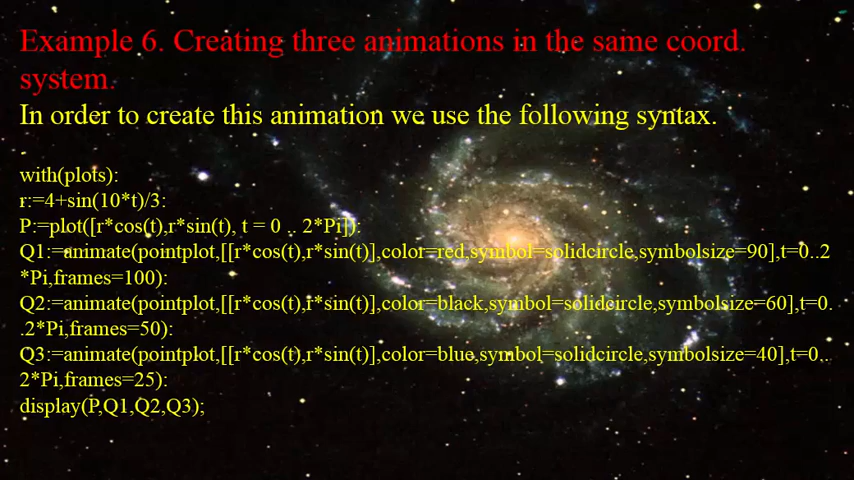 Example 6. Creating three animations in the same coord.
system.
In order to create this animation we use the following syntax.
with(plots):
r:=4+sin(10*t)/3:
P:=plot([r*cos(t),r*sin(t), t = 0 .. 2*Pi]):
Q1:=animate(pointplot,[[r*cos(t),r*sin(t)],color=red,symbol=solidcircle,symbolsize=90],t=0..2
*Pi,frames=100):
Q2:=animate(pointplot,[[r*cos(t),r*sin(t)],color=black,symbol=solidcircle,symbolsize=60],t=0.
.2*Pi,frames=50):
Q3:=animate(pointplot,[[r*cos(t),r*sin(t)],color=blue,symbol=solidcircle,symbolsize=40],t=0..
2*Pi,frames=25):
display(P,Q1,Q2,Q3);